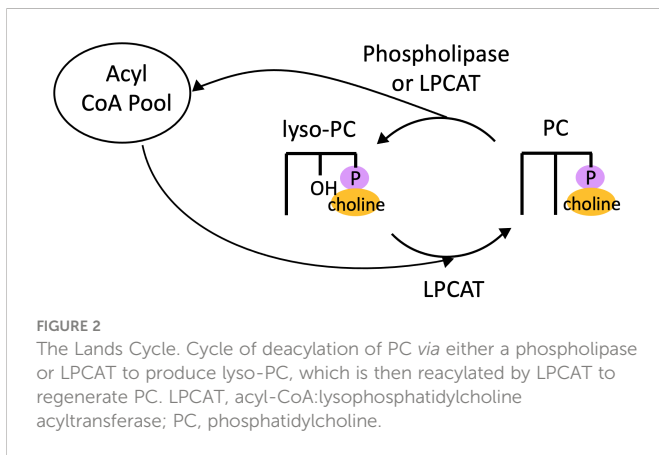 Phospholipase
or LPCAT
Acyl
CoA Pool
lyso-PC
PC
OH
P
choline
P
choline
LPCAT
FIGURE 2
The Lands Cycle. Cycle of deacylation of PC via either a phospholipase
or LPCAT to produce lyso-PC, which is then reacylated by LPCAT to
regenerate PC. LPCAT, acyl-CoA:lysophosphatidylcholine
acyltransferase; PC, phosphatidylcholine.